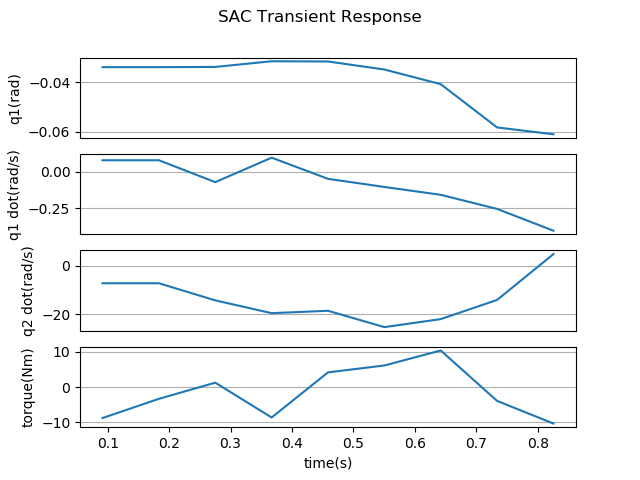 SAC Transient Response
q1(rad)
−0.04
−0.06
q1 dot(rad/s)
0.00
−0.25
q2 dot(rad/s)
0
−20
torque(Nm)
10
0
−10
0.1 0.2 0.3 0.4 0.5 0.6 0.7 0.8
time(s)